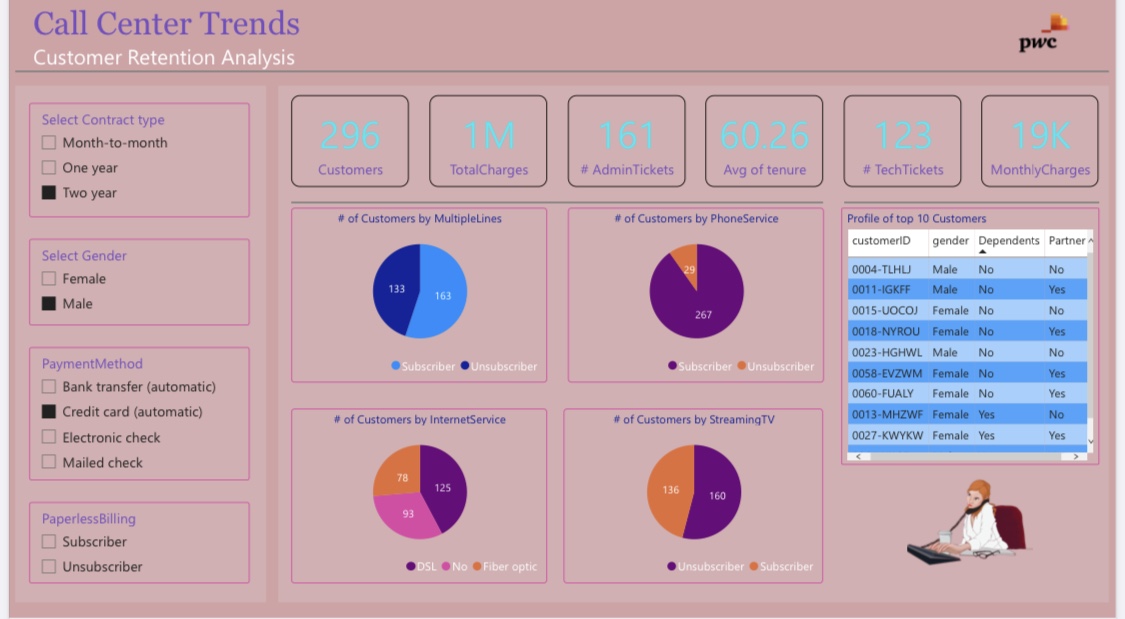 Call Center Trends
Customer Retention Analysis
pwc
Select Contract type
Month-to-month
One year
Two year
Select Gender
Female
Male
PaymentMethod
Bank transfer (automatic)
Credit card (automatic)
Electronic check
Mailed check
PaperlessBilling
Subscriber
Unsubscriber
296
Customers
1M
TotalCharges
161
# AdminTickets
60.26
Avg of tenure
123
# TechTickets
19K
MonthlyCharges
# of Customers by MultipleLines
133
163
Subscriber Unsubscriber
# of Customers by PhoneService
29
267
Subscriber Unsubscriber
Profile of top 10 Customers
customerID gender Dependents Partner
0004-TLHLJ Male No No
0011-IGKFF Male No Yes
0015-UOCOJ Female No No
0018-NYROU Female No Yes
0023-HGHWL Male No No
0058-EVZWM Female No Yes
0060-FUALY Female No Yes
0013-MHZWF Female Yes No
0027-KWYKW Female Yes Yes
# of Customers by InternetService
78
125
93
DSL No Fiber optic
# of Customers by StreamingTV
136
160
Unsubscriber Subscriber